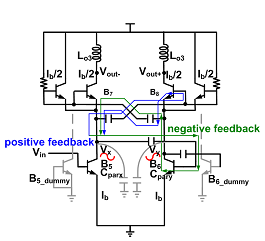 Lo3 Lo3
Ib/2 Ib/2 Vout- Vout+ Ib/2 Ib/2
B7 B8
negative feedback
positive feedback
Vin Vx Vx
B5 B6
B5_dummy Cparx Cpary B6_dummy
Ib Ib